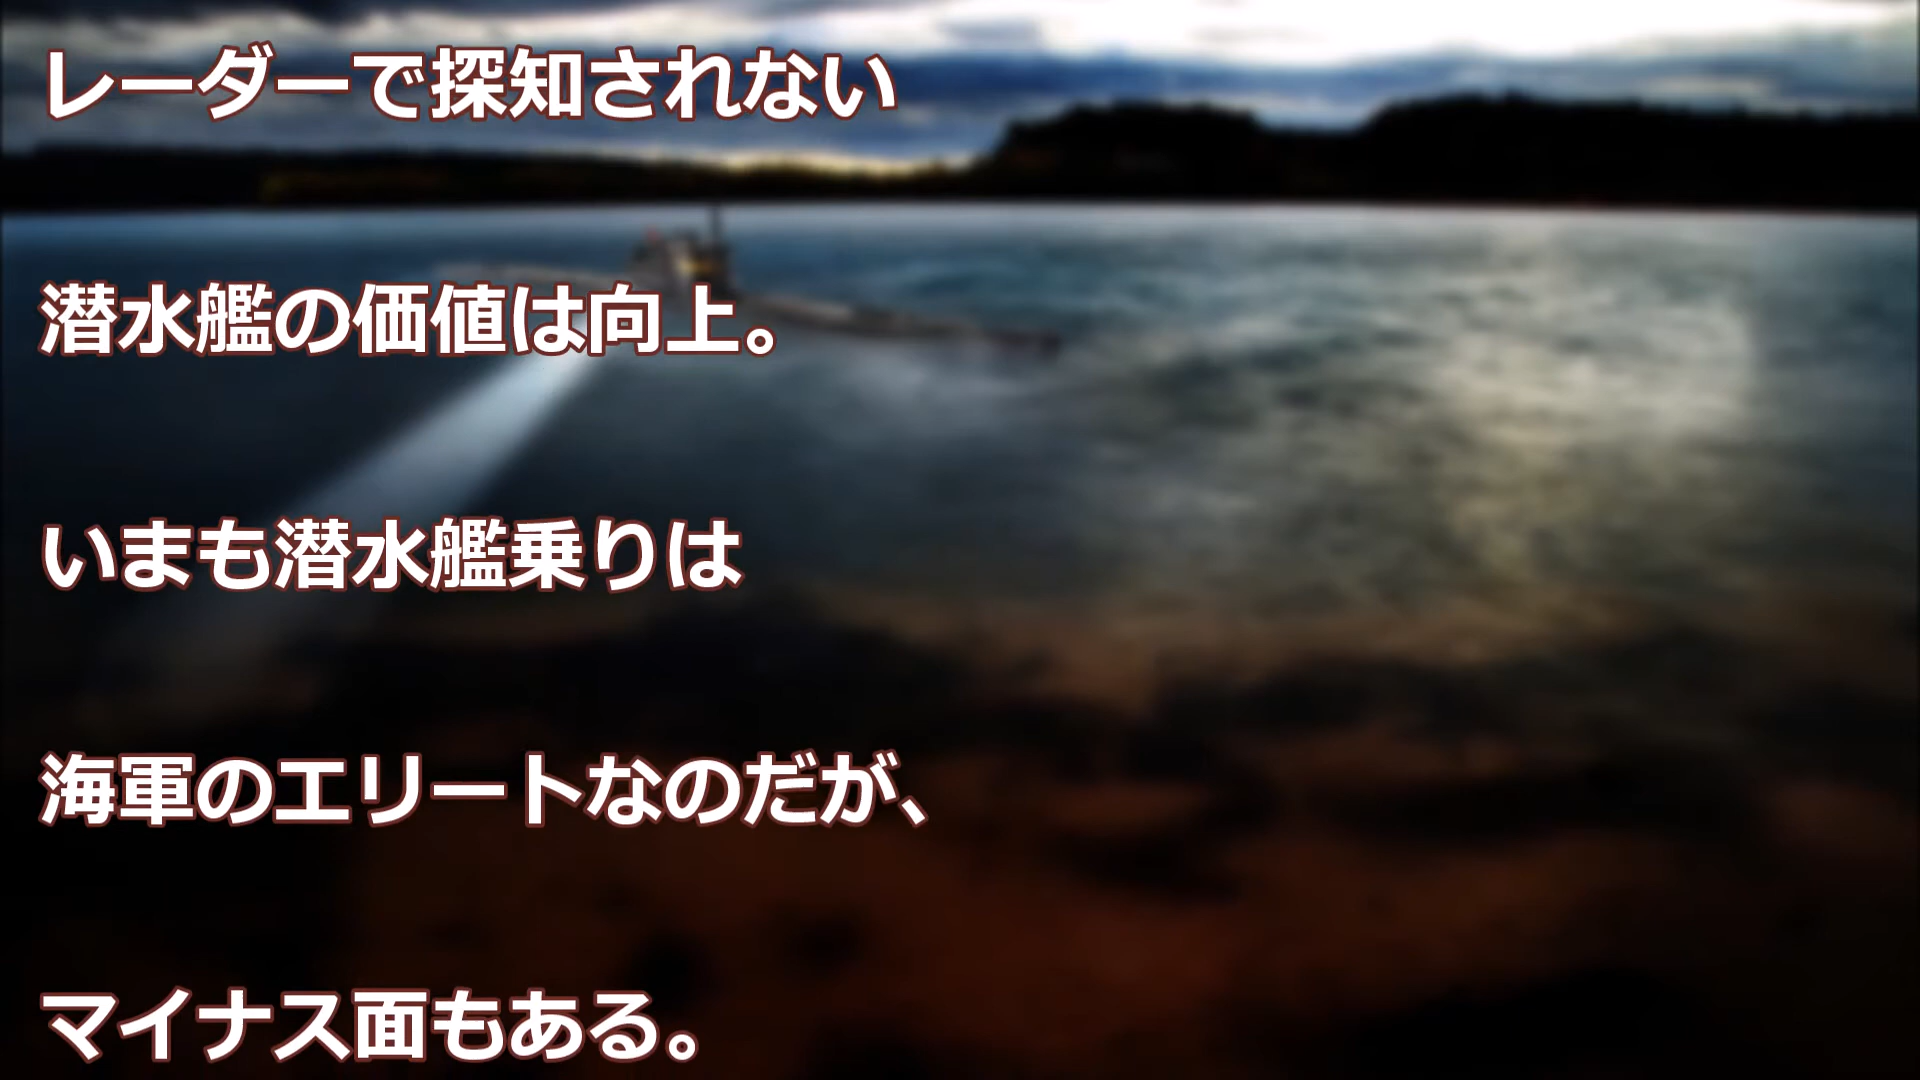 レーダーで探知されない
潜水艦の価値は向上。
いまも潜水艦乗りは
海軍のエリートなのだが、
マイナス面もある。